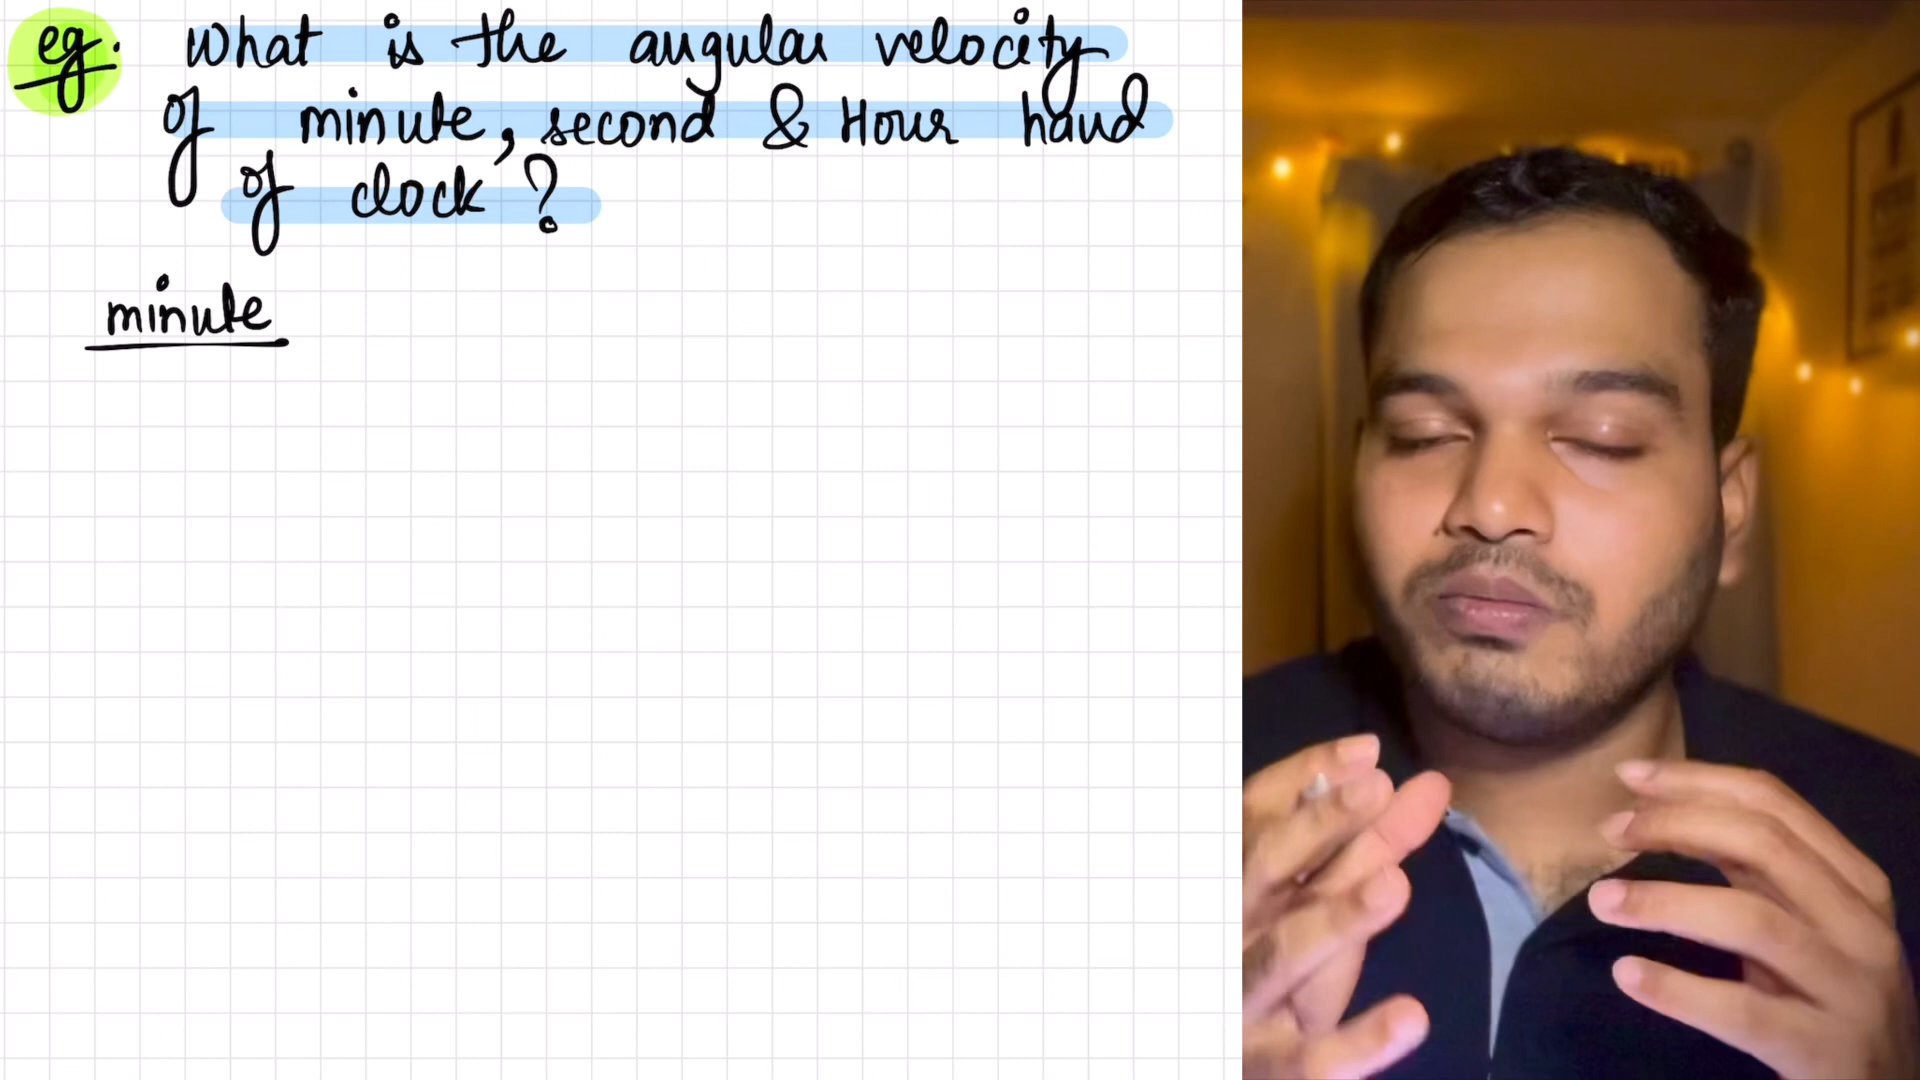 eg: What is the angular velocity
of minute, second & Hour hand
of clock ?
minute